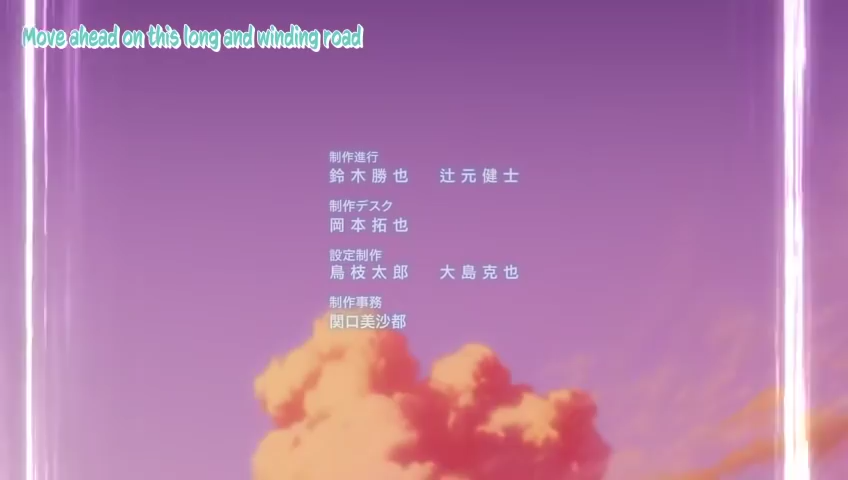 Move ahead on this long and winding road
制作進行
鈴木勝也　辻元健士
制作デスク
岡本拓也
設定制作
鳥枝太郎　大島克也
制作事務
関口美沙都